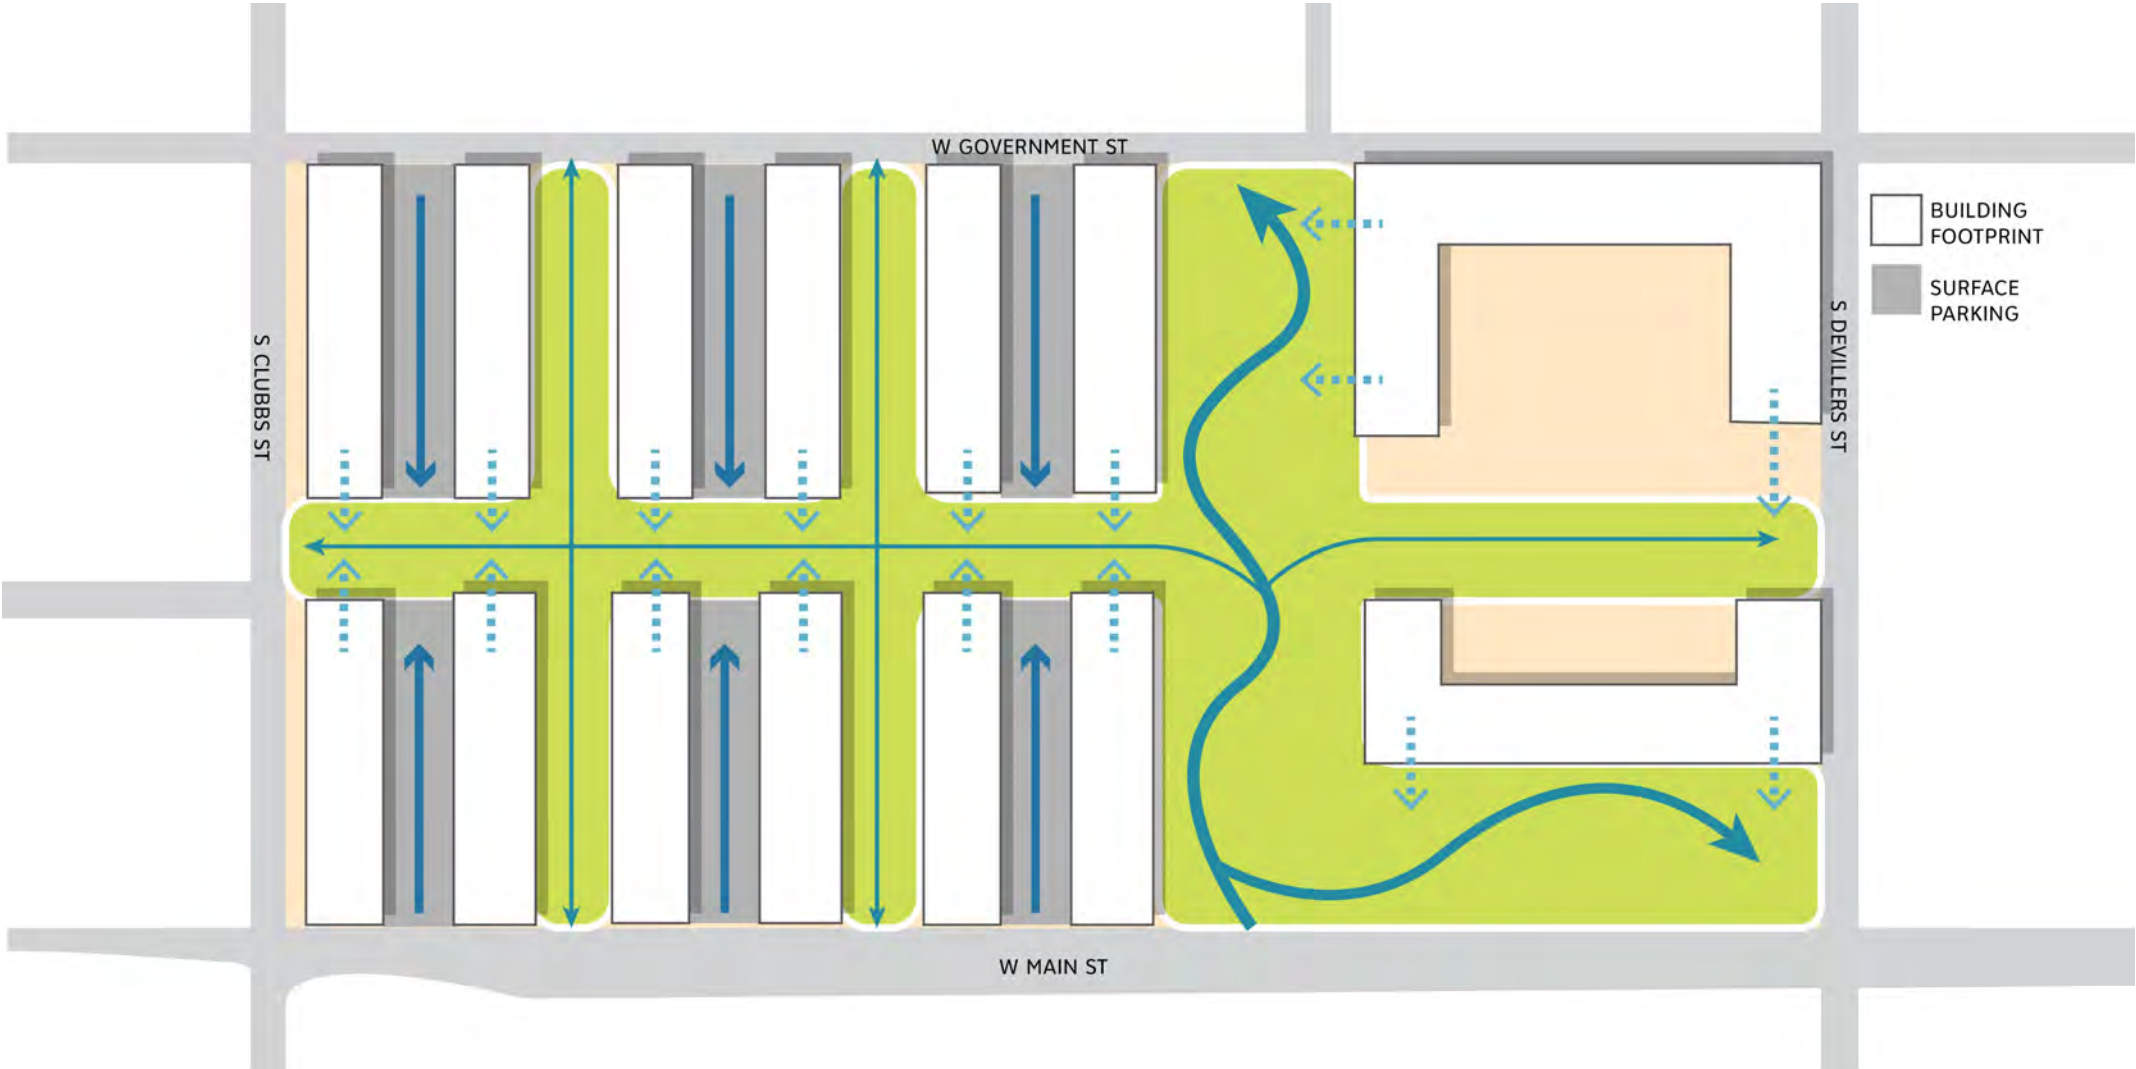 W GOVERNMENT ST
BUILDING
FOOTPRINT
SURFACE
PARKING
S CLUBBS ST
S DEVILLERS ST
W MAIN ST